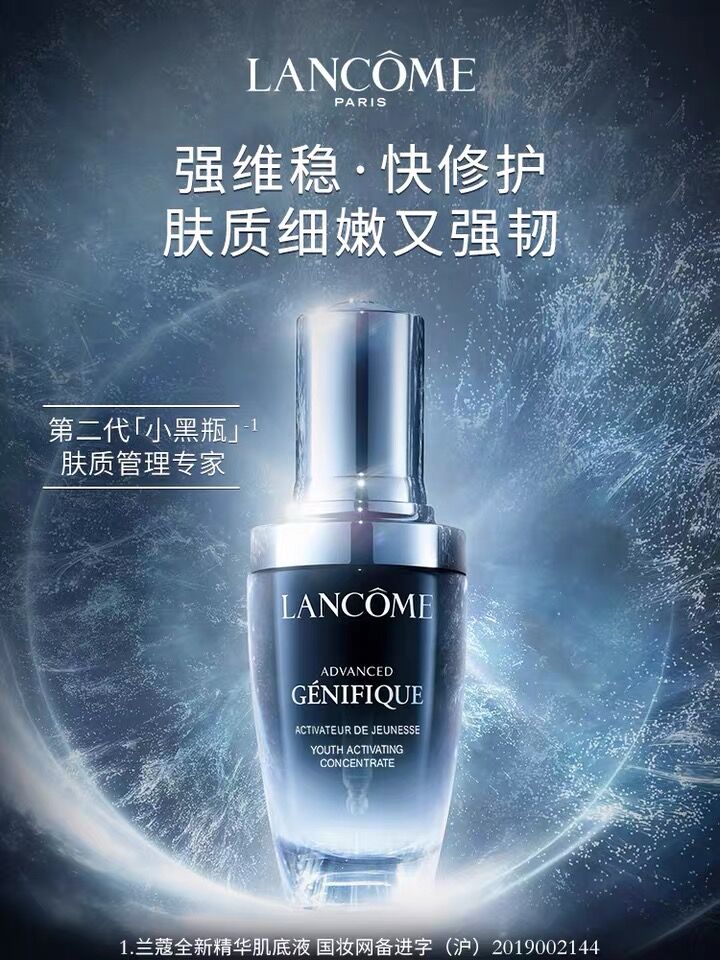 LANCÔME
PARIS
强维稳·快修护
肤质细嫩又强韧
第二代「小黑瓶」-1
肤质管理专家
LANCÔME
ADVANCED
GÉNIFIQUE
ACTIVATEUR DE JEUNESSE
YOUTH ACTIVATING
CONCENTRATE
1.兰蔻全新精华肌底液 国妆网备进字（沪）2019002144